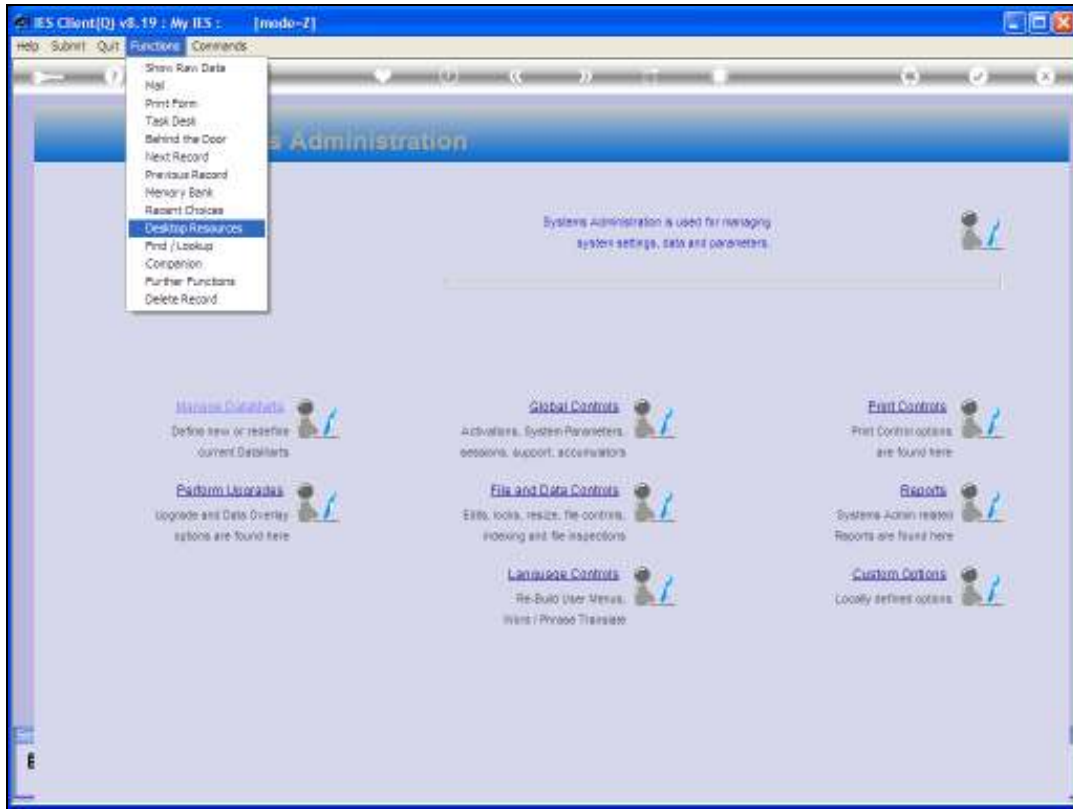 IES Client(Q) v8.19 : My IES :    [mode-Z]
Help Submit Quit Functions Commands
Show Raw Data
Mail
Print Form
Task Desk
Behind the Door
Next Record
Previous Record
Memory Bank
Recent Choices
Desktop Resources
Find / Lookup
Companion
Further Functions
Delete Record
s Administration
Systems Administration is used for managing
system settings, data and parameters.
Manage DataMarts
Define new or redefine
current DataMarts
Global Controls
Activations, System Parameters,
sessions, support, accumulators
Print Controls
Print Control options
are found here
Perform Upgrades
Upgrade and Data Overlay
options are found here
File and Data Controls
Edits, locks, resize, file controls,
indexing and file inspections
Reports
Systems Admin related
Reports are found here
Language Controls
Re-Build User Menus,
Word / Phrase Translate
Custom Options
Locally defined options